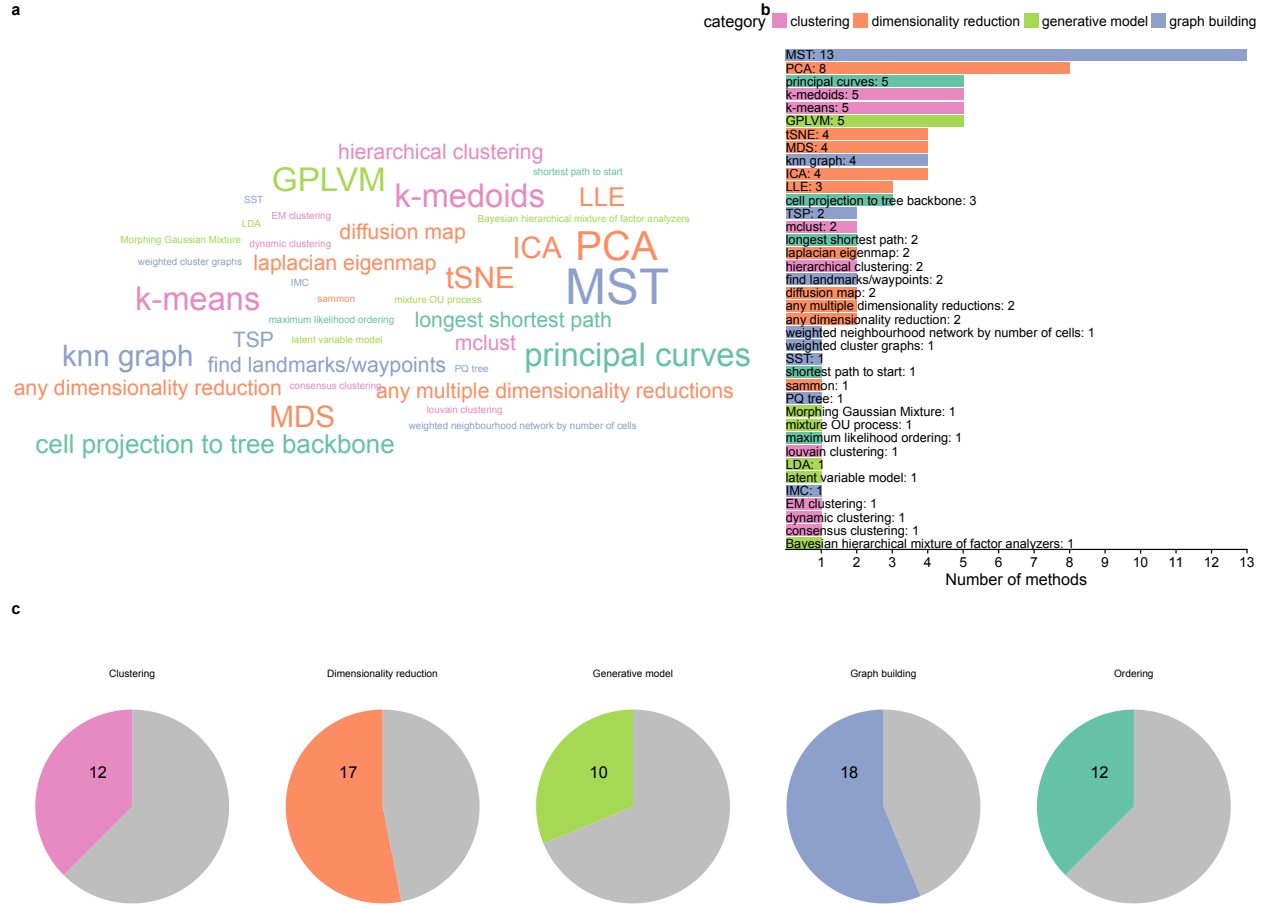 a
hierarchical clustering
shortest path to start
GPLVM
k-medoids
LLE
SST
EM clustering
Bayesian hierarchical mixture of factor analyzers
LDA
diffusion map
Morphing Gaussian Mixture
dynamic clustering
ICA
PCA
weighted cluster graphs
laplacian eigenmap
tSNE
MST
IMC
k-means
sammon
mixture OU process
maximum likelihood ordering
longest shortest path
TSP
latent variable model
mclust
knn graph
find landmarks/waypoints
PQ tree
principal curves
any dimensionality reduction
consensus clustering
any multiple dimensionality reductions
MDS
louvain clustering
weighted neighbourhood network by number of cells
cell projection to tree backbone
b
category clustering dimensionality reduction generative model graph building
MST: 13
PCA: 8
principal curves: 5
k-medoids: 5
k-means: 5
GPLVM: 5
tSNE: 4
MDS: 4
knn graph: 4
ICA: 4
LLE: 3
cell projection to tree backbone: 3
TSP: 2
mclust: 2
longest shortest path: 2
laplacian eigenmap: 2
hierarchical clustering: 2
find landmarks/waypoints: 2
diffusion map: 2
any multiple dimensionality reductions: 2
any dimensionality reduction: 2
weighted neighbourhood network by number of cells: 1
weighted cluster graphs: 1
SST: 1
shortest path to start: 1
sammon: 1
PQ tree: 1
Morphing Gaussian Mixture: 1
mixture OU process: 1
maximum likelihood ordering: 1
louvain clustering: 1
LDA: 1
latent variable model: 1
IMC: 1
EM clustering: 1
dynamic clustering: 1
consensus clustering: 1
Bayesian hierarchical mixture of factor analyzers: 1
1 2 3 4 5 6 7 8 9 10 11 12 13
Number of methods
c
Clustering
Dimensionality reduction
Generative model
Graph building
Ordering
12
17
10
18
12